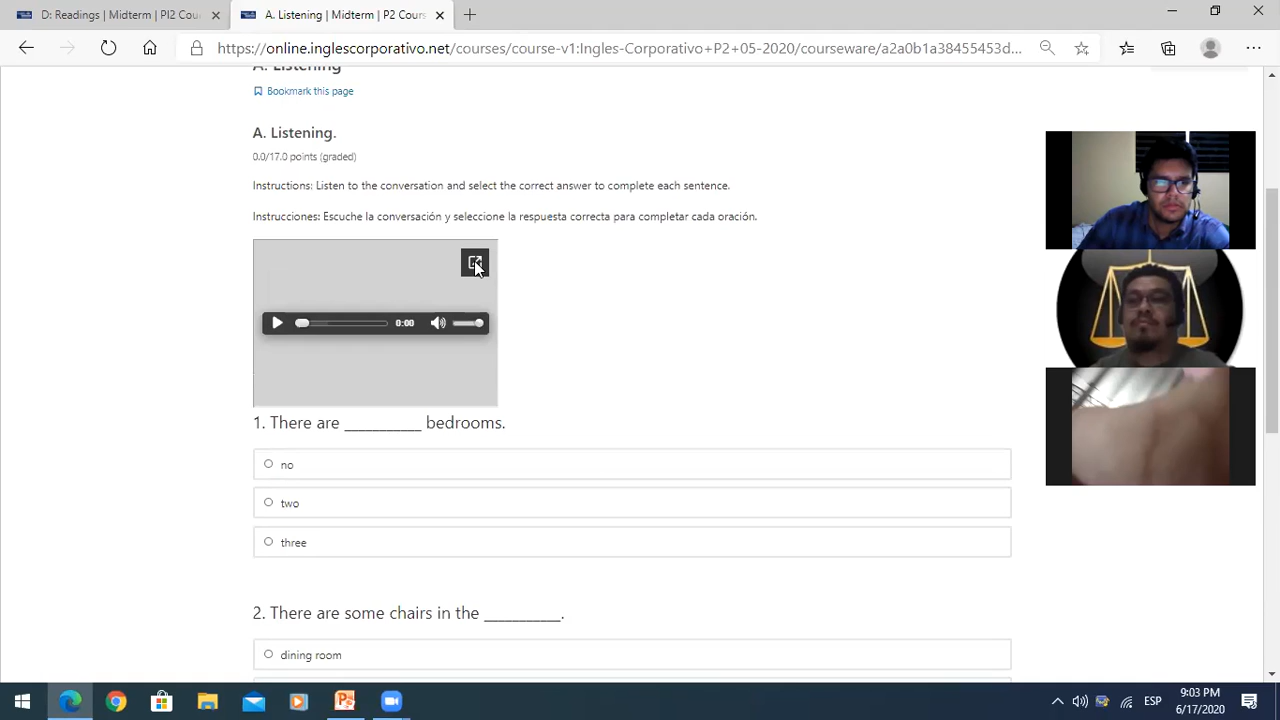 D: Readings | Midterm | PI2 Cou
A. Listening | Midterm | P2 Cours
https://online.inglescorporativo.net/courses/course-v1:Ingles-Corporativo+P2+05-2020/courseware/a2a0b1a38455453d...
A. Listening
Bookmark this page
A. Listening.
0.0/17.0 points (graded)
Instructions: Listen to the conversation and select the correct answer to complete each sentence.
Instrucciones: Escuche la conversación y seleccione la respuesta correcta para completar cada oración.
0:00
1. There are ___________ bedrooms.
no
two
three
2. There are some chairs in the __________.
dining room
ESP
9:03 PM
6/17/2020